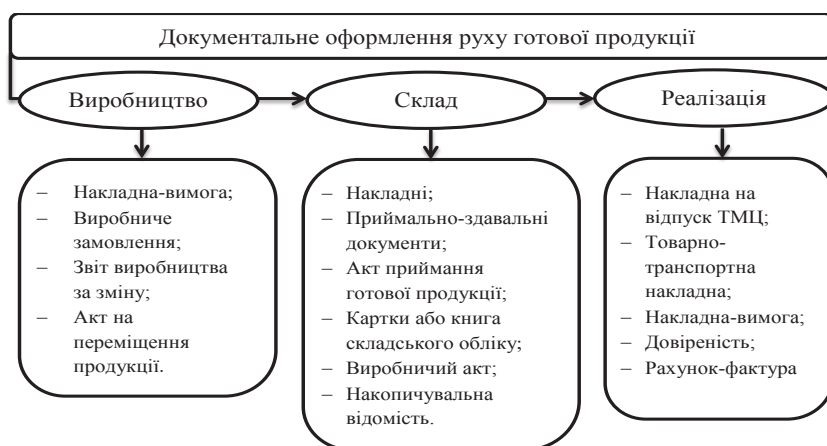 Документальне оформлення руху готової продукції
Виробництво
Склад
Реалізація
– Накладна-вимога;
– Виробниче
замовлення;
– Звіт виробництва
за зміну;
– Акт на
переміщення
продукції.
– Накладні;
– Приймально-здавальні
документи;
– Акт приймання
готової продукції;
– Картки або книга
складського обліку;
– Виробничий акт;
– Накопичувальна
відомість.
– Накладна на
відпуск ТМЦ;
– Товарно-
транспортна
накладна;
– Накладна-вимога;
– Довіреність;
– Рахунок-фактура